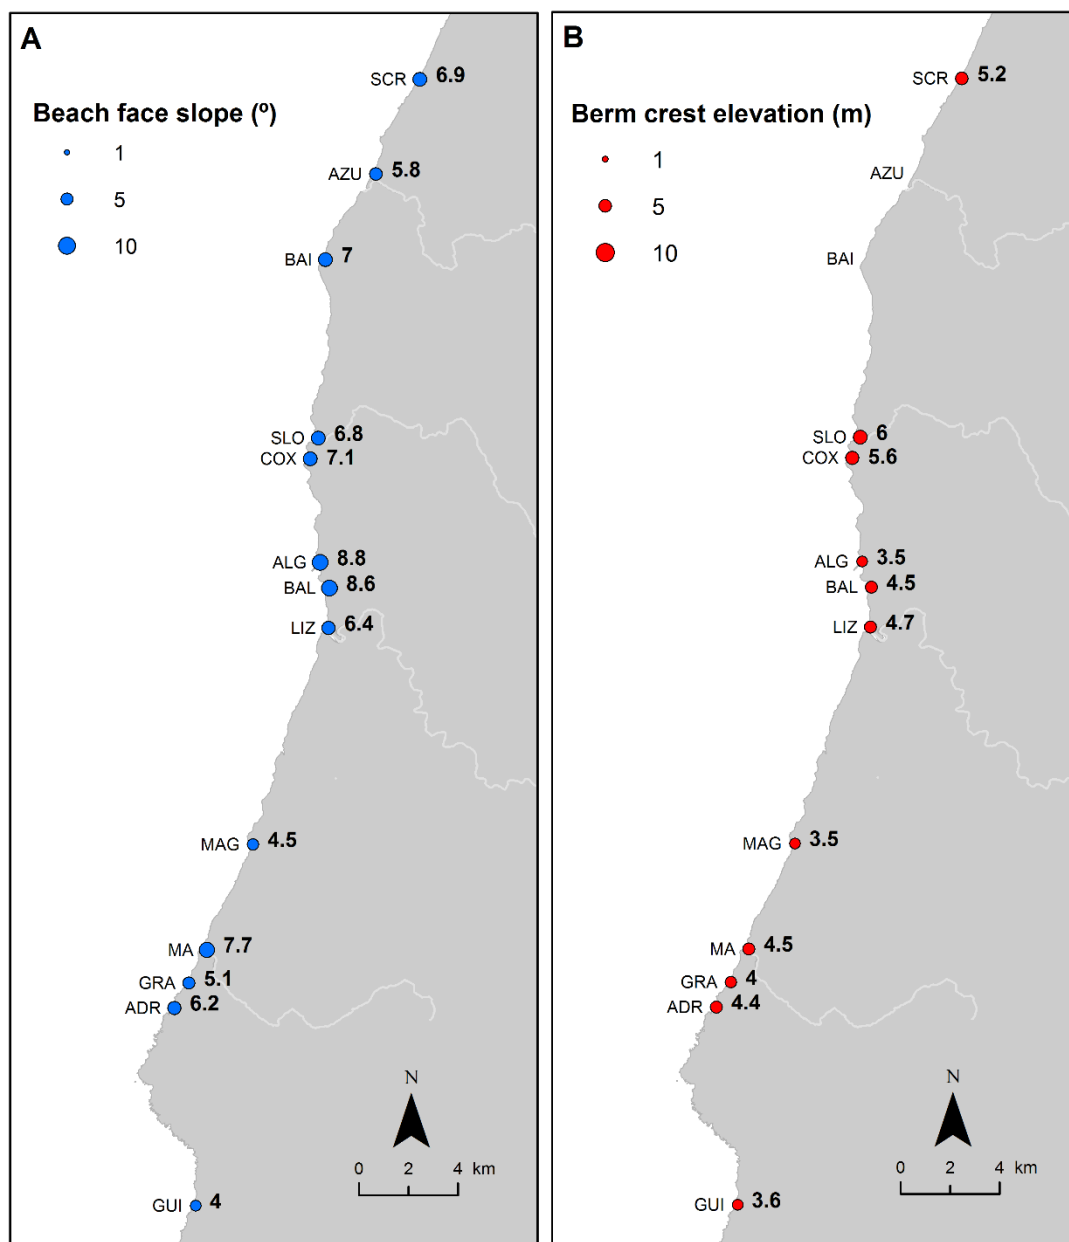 A
SCR 6.9
Beach face slope (º)
1
AZU 5.8
5
10
BAI 7
SLO 6.8
COX 7.1
ALG 8.8
BAL 8.6
LIZ 6.4
MAG 4.5
MA 7.7
GRA 5.1
ADR 6.2
N
0 2 4 km
GUI 4
B
SCR 5.2
Berm crest elevation (m)
1
AZU
5
10
BAI
SLO 6
COX 5.6
ALG 3.5
BAL 4.5
LIZ 4.7
MAG 3.5
MA 4.5
GRA 4
ADR 4.4
N
0 2 4 km
GUI 3.6